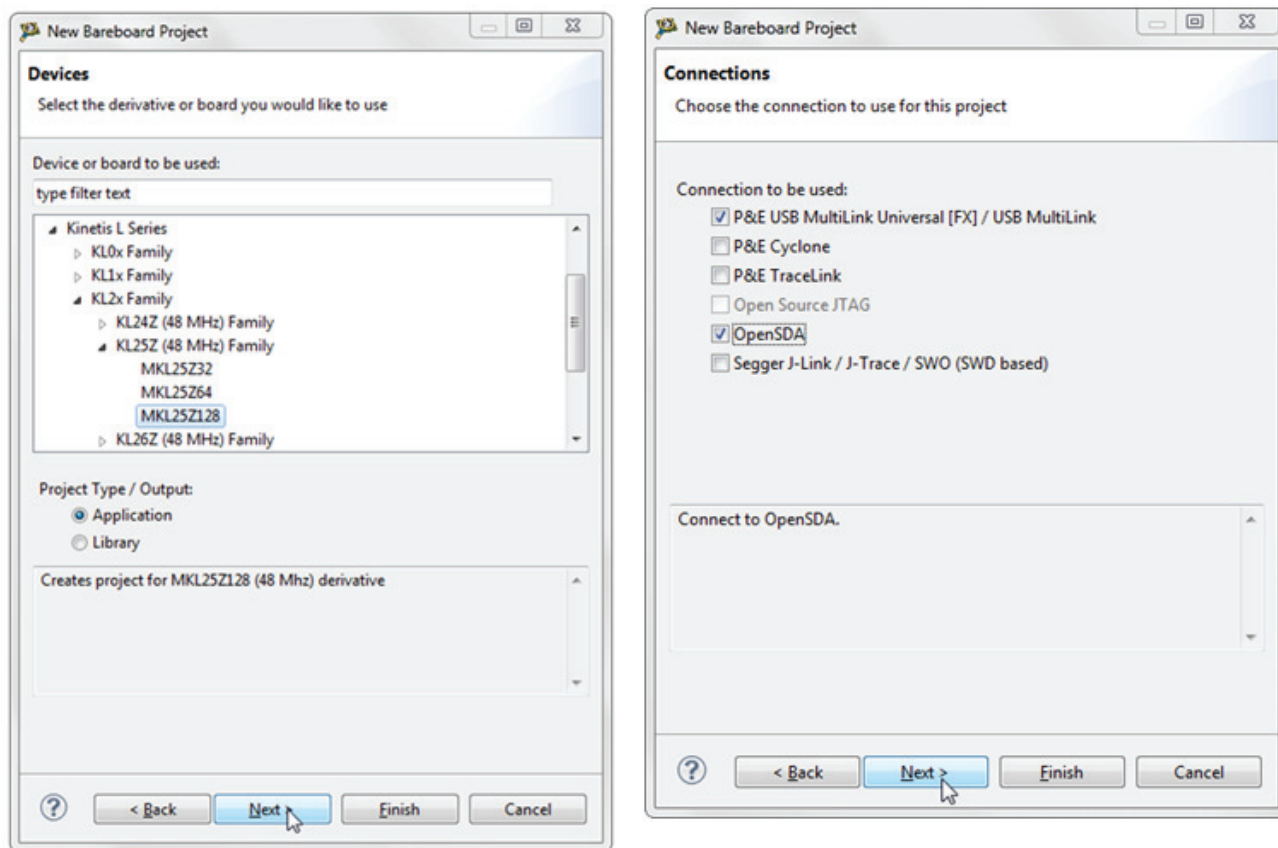 New Bareboard Project
Devices
Select the derivative or board you would like to use
Device or board to be used:
type filter text
Kinetis L Series
KL0x Family
KL1x Family
KL2x Family
KL24Z (48 MHz) Family
KL25Z (48 MHz) Family
MKL25Z32
MKL25Z64
MKL25Z128
KL26Z (48 MHz) Family
Project Type / Output:
Application
Library
Creates project for MKL25Z128 (48 Mhz) derivative
?
< Back
Next >
Finish
Cancel
New Bareboard Project
Connections
Choose the connection to use for this project
Connection to be used:
P&E USB MultiLink Universal [FX] / USB MultiLink
P&E Cyclone
P&E TraceLink
Open Source JTAG
OpenSDA
Segger J-Link / J-Trace / SWO (SWD based)
Connect to OpenSDA.
?
< Back
Next >
Finish
Cancel